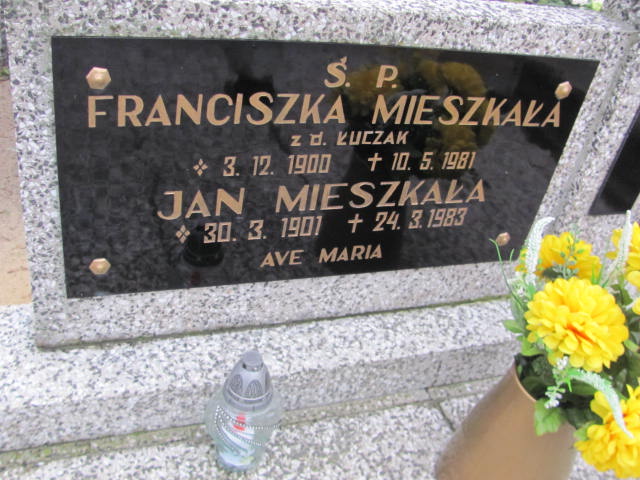 Ś. P.
FRANCISZKA MIESZKAŁA
z d. ŁUCZAK
3. 12. 1900 ✝ 10. 5. 1981
JAN MIESZKAŁA
30. 3. 1901 ✝ 24. 3. 1983
AVE MARIA